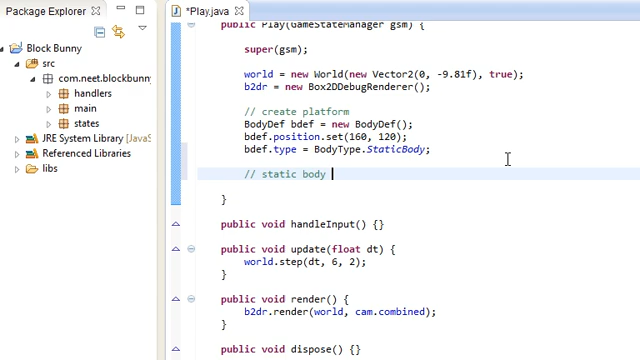 Package Explorer
Block Bunny
src
com.neet.blockbunny
handlers
main
states
JRE System Library [JavaS
Referenced Libraries
libs
*Play.java
public Play(GameStateManager gsm) {
super(gsm);
world = new World(new Vector2(0, -9.81f), true);
b2dr = new Box2DDebugRenderer();
// create platform
BodyDef bdef = new BodyDef();
bdef.position.set(160, 120);
bdef.type = BodyType.StaticBody;
// static body
}
public void handleInput() {}
public void update(float dt) {
world.step(dt, 6, 2);
}
public void render() {
b2dr.render(world, cam.combined);
}
public void dispose() {}